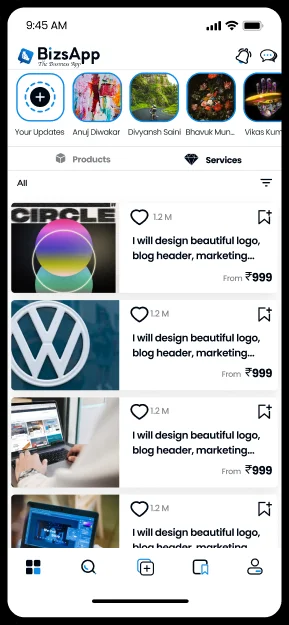 9:45 AM
BizsApp
The Business App
Your Updates
Anuj Diwakar
Divyansh Saini
Bhavuk Mun...
Vikas Kum
Products
Services
All
CIRCLE
1.2 M
I will design beautiful logo,
blog header, marketing...
From ₹999
1.2 M
I will design beautiful logo,
blog header, marketing...
From ₹999
1.2 M
I will design beautiful logo,
blog header, marketing...
From ₹999
1.2 M
I will design beautiful logo,
blog header, marketing...